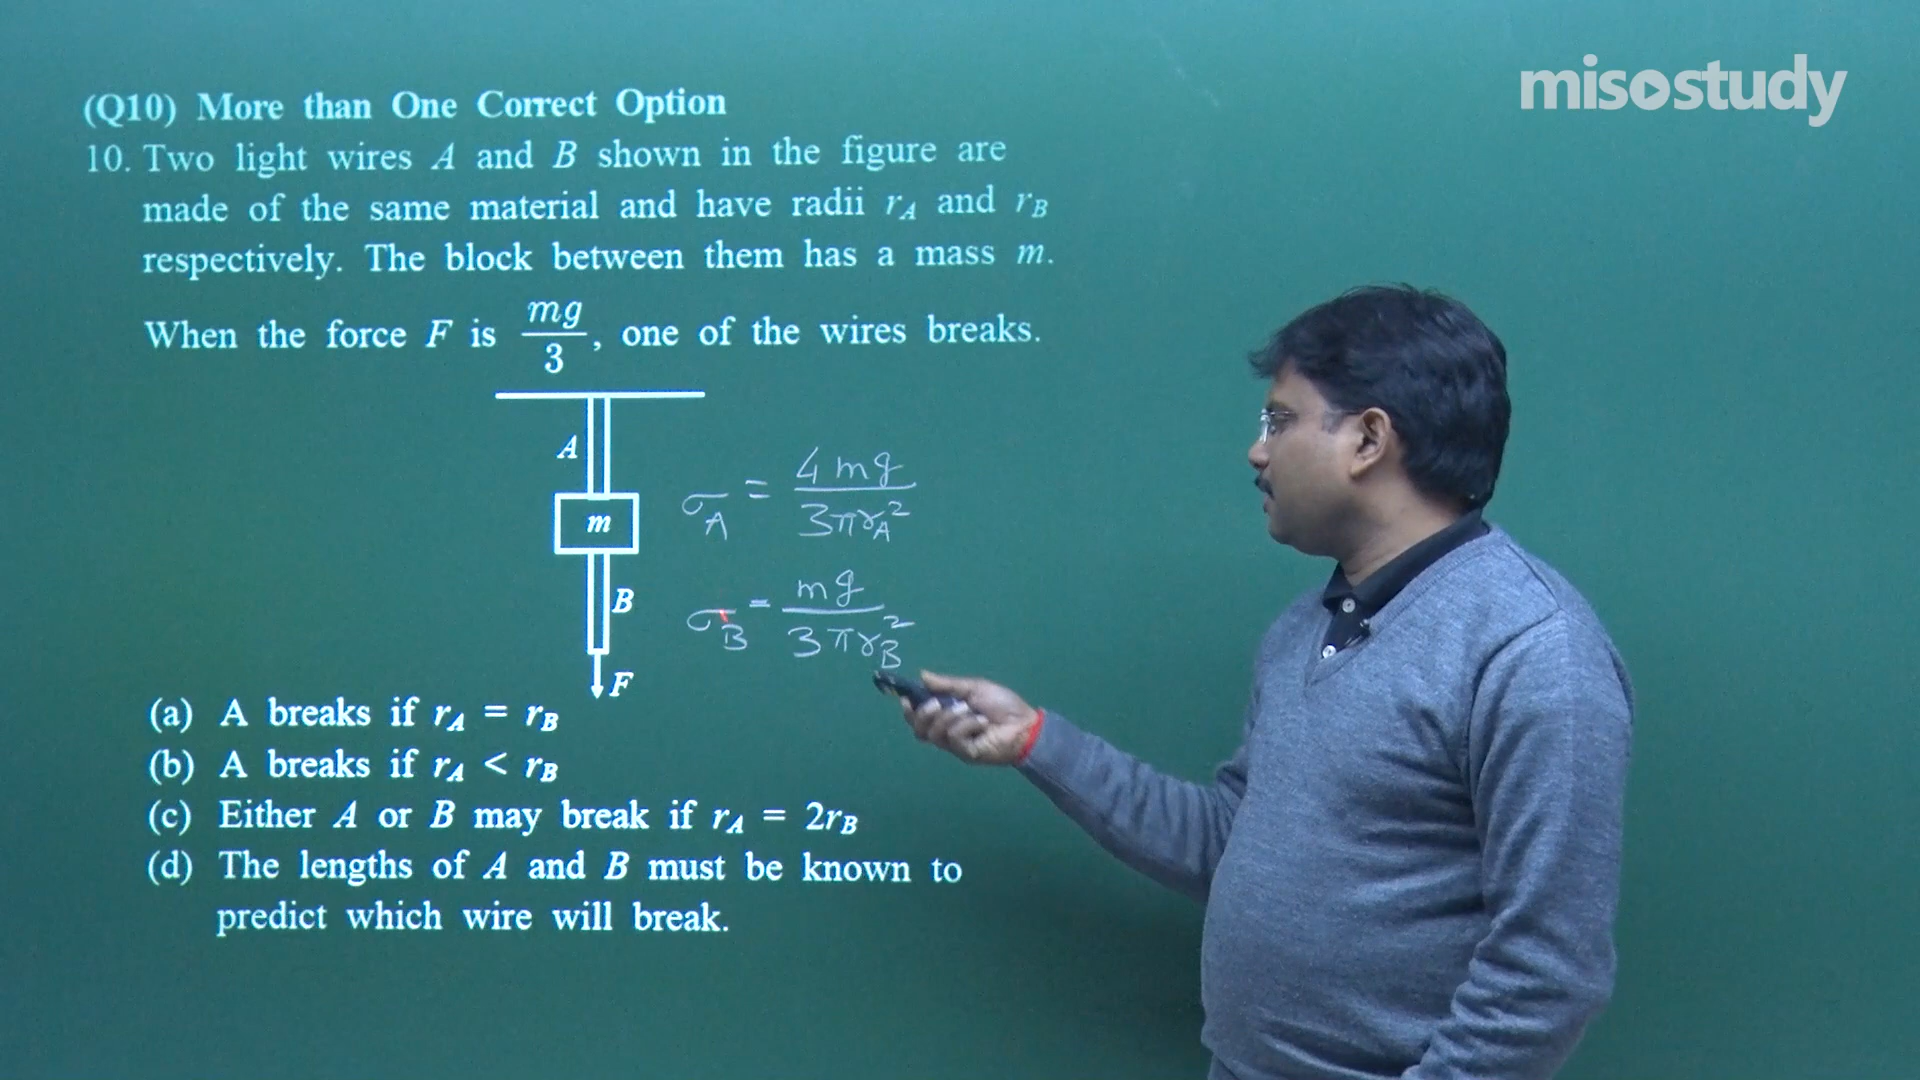 misostudy
(Q10) More than One Correct Option
10. Two light wires A and B shown in the figure are
made of the same material and have radii r_A and r_B
respectively. The block between them has a mass m.
When the force F is mg/3, one of the wires breaks.
A
m
B
F
σ_A = 4mg/3πr_A²
σ_B = mg/3πr_B²
(a) A breaks if r_A = r_B
(b) A breaks if r_A < r_B
(c) Either A or B may break if r_A = 2r_B
(d) The lengths of A and B must be known to
predict which wire will break.